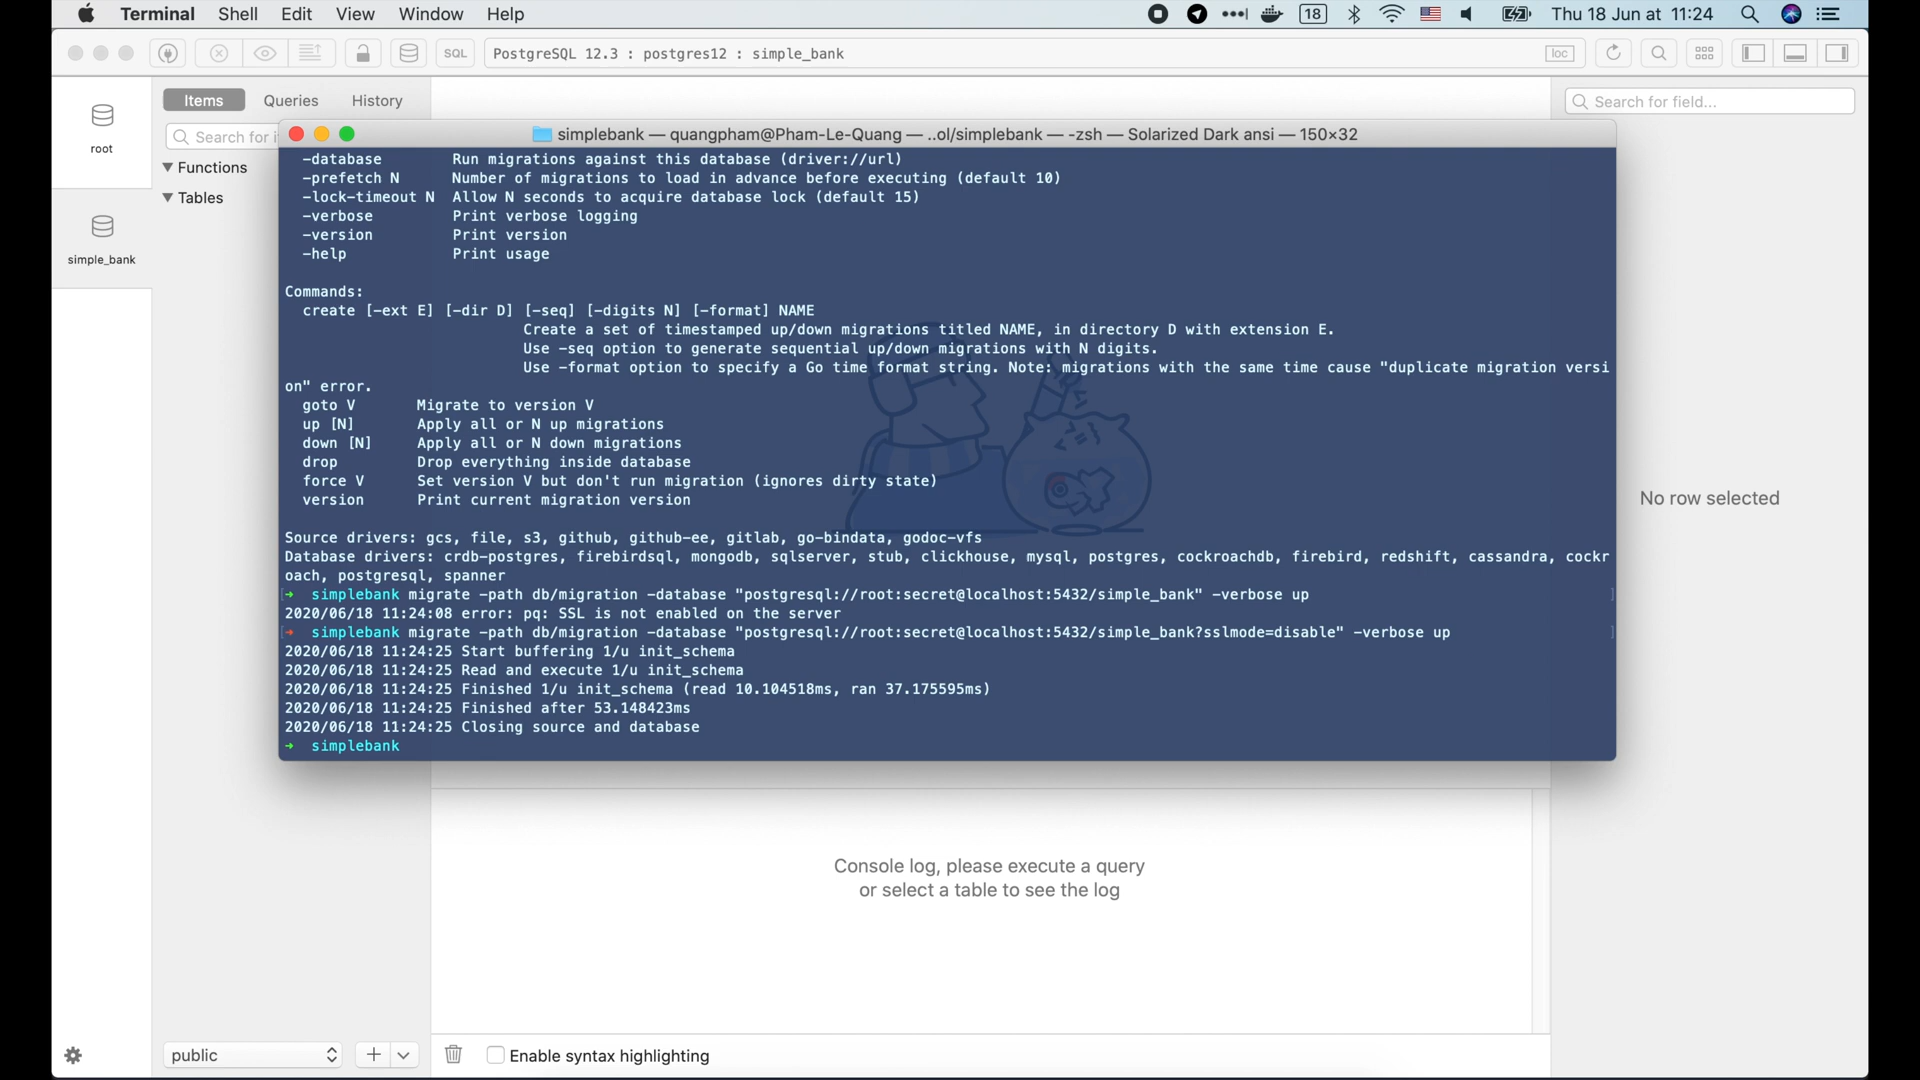 Terminal Shell Edit View Window Help 18 Thu 18 Jun at 11:24
SQL PostgreSQL 12.3 : postgres12 : simple_bank loc
Items Queries History
Search for field...
Search for i
root
simple_bank
Functions
Tables
simplebank — quangpham@Pham-Le-Quang — ..ol/simplebank — -zsh — Solarized Dark ansi — 150×32
-database Run migrations against this database (driver://url)
-prefetch N Number of migrations to load in advance before executing (default 10)
-lock-timeout N Allow N seconds to acquire database lock (default 15)
-verbose Print verbose logging
-version Print version
-help Print usage
Commands:
create [-ext E] [-dir D] [-seq] [-digits N] [-format] NAME
Create a set of timestamped up/down migrations titled NAME, in directory D with extension E.
Use -seq option to generate sequential up/down migrations with N digits.
Use -format option to specify a Go time format string. Note: migrations with the same time cause "duplicate migration versi
on" error.
goto V Migrate to version V
up [N] Apply all or N up migrations
down [N] Apply all or N down migrations
drop Drop everything inside database
force V Set version V but don't run migration (ignores dirty state)
version Print current migration version
Source drivers: gcs, file, s3, github, github-ee, gitlab, go-bindata, godoc-vfs
Database drivers: crdb-postgres, firebirdsql, mongodb, sqlserver, stub, clickhouse, mysql, postgres, cockroachdb, firebird, redshift, cassandra, cockr
oach, postgresql, spanner
[➜ simplebank migrate -path db/migration -database "postgresql://root:secret@localhost:5432/simple_bank" -verbose up ]
2020/06/18 11:24:08 error: pq: SSL is not enabled on the server
[➜ simplebank migrate -path db/migration -database "postgresql://root:secret@localhost:5432/simple_bank?sslmode=disable" -verbose up ]
2020/06/18 11:24:25 Start buffering 1/u init_schema
2020/06/18 11:24:25 Read and execute 1/u init_schema
2020/06/18 11:24:25 Finished 1/u init_schema (read 10.104518ms, ran 37.175595ms)
2020/06/18 11:24:25 Finished after 53.148423ms
2020/06/18 11:24:25 Closing source and database
➜ simplebank
No row selected
Console log, please execute a query
or select a table to see the log
public
Enable syntax highlighting